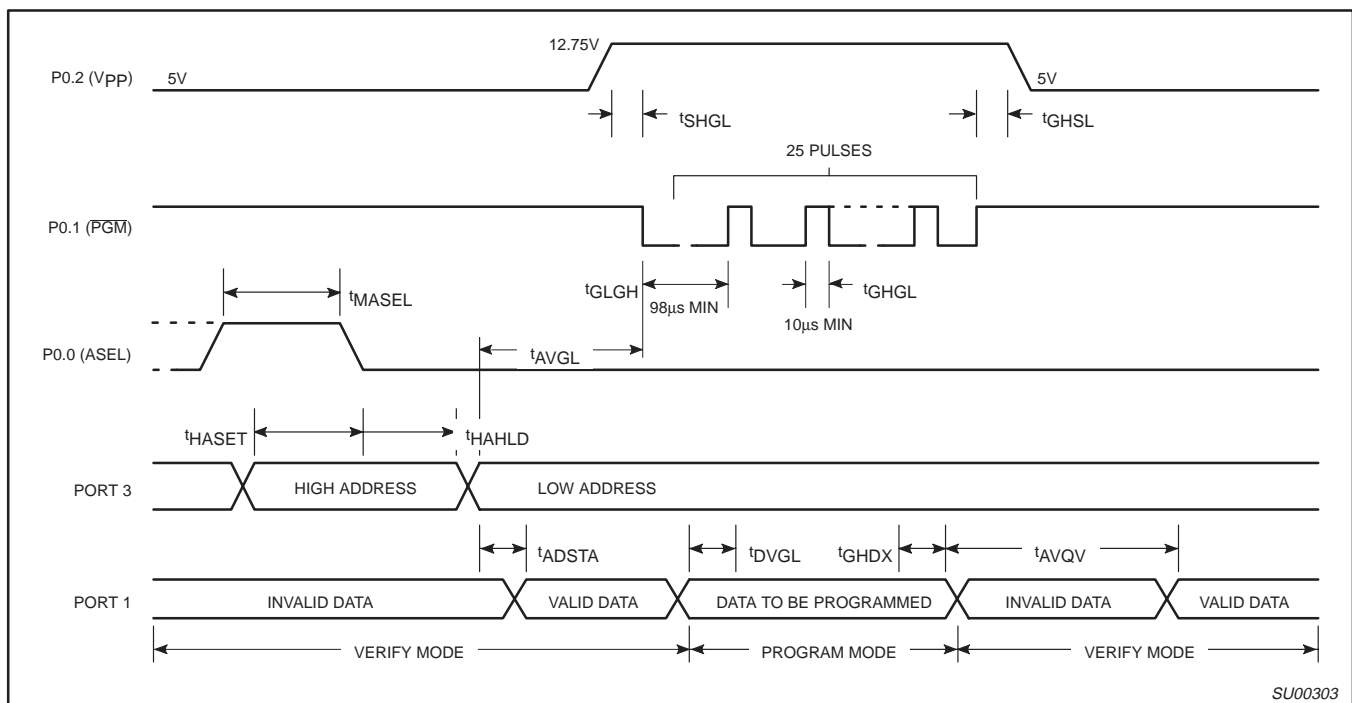 12.75V
P0.2 (VPP)
5V
5V
tSHGL
tGHSL
25 PULSES
P0.1 (PGM)
tMASEL
tGLGH
98µs MIN
tGHGL
10µs MIN
P0.0 (ASEL)
tAVGL
tHASET
tHAHLD
PORT 3
HIGH ADDRESS
LOW ADDRESS
tADSTA
tDVGL
tGHDX
tAVQV
PORT 1
INVALID DATA
VALID DATA
DATA TO BE PROGRAMMED
INVALID DATA
VALID DATA
VERIFY MODE
PROGRAM MODE
VERIFY MODE
SU00303